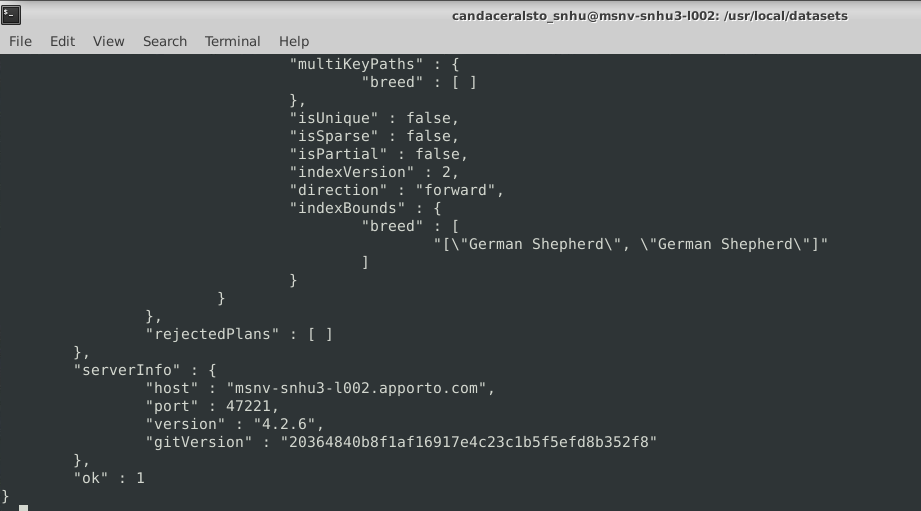 candaceralsto_snhu@msnv-snhu3-l002: /usr/local/datasets
File Edit View Search Terminal Help
"multiKeyPaths" : {
"breed" : [ ]
},
"isUnique" : false,
"isSparse" : false,
"isPartial" : false,
"indexVersion" : 2,
"direction" : "forward",
"indexBounds" : {
"breed" : [
"[\"German Shepherd\", \"German Shepherd\"]"
]
}
}
},
"rejectedPlans" : [ ]
},
"serverInfo" : {
"host" : "msnv-snhu3-l002.apporto.com",
"port" : 47221,
"version" : "4.2.6",
"gitVersion" : "20364840b8f1af16917e4c23c1b5f5efd8b352f8"
},
"ok" : 1
}